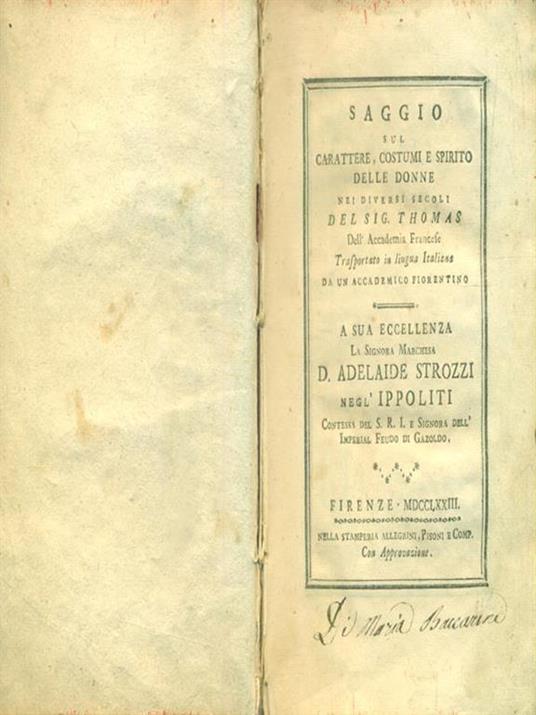 SAGGIO
SUL
CARATTERE, COSTUMI E SPIRITO
DELLE DONNE
NEI DIVERSI SECOLI
DEL SIG. THOMAS
Dell' Accademia Francese
Trasportato in lingua Italiana
DA UN ACCADEMICO FIORENTINO
A SUA ECCELLENZA
LA SIGNORA MARCHESA
D. ADELAIDE STROZZI
NEGL' IPPOLITI
CONTESSA DEL S. R. I. E SIGNORA DELL'
IMPERIAL FEUDO DI GAZOLDO,
FIRENZE · MDCCLXXIII.
NELLA STAMPERIA ALLEGRINI, PISONI E COMP.
Con Approvazione.
Di Maria